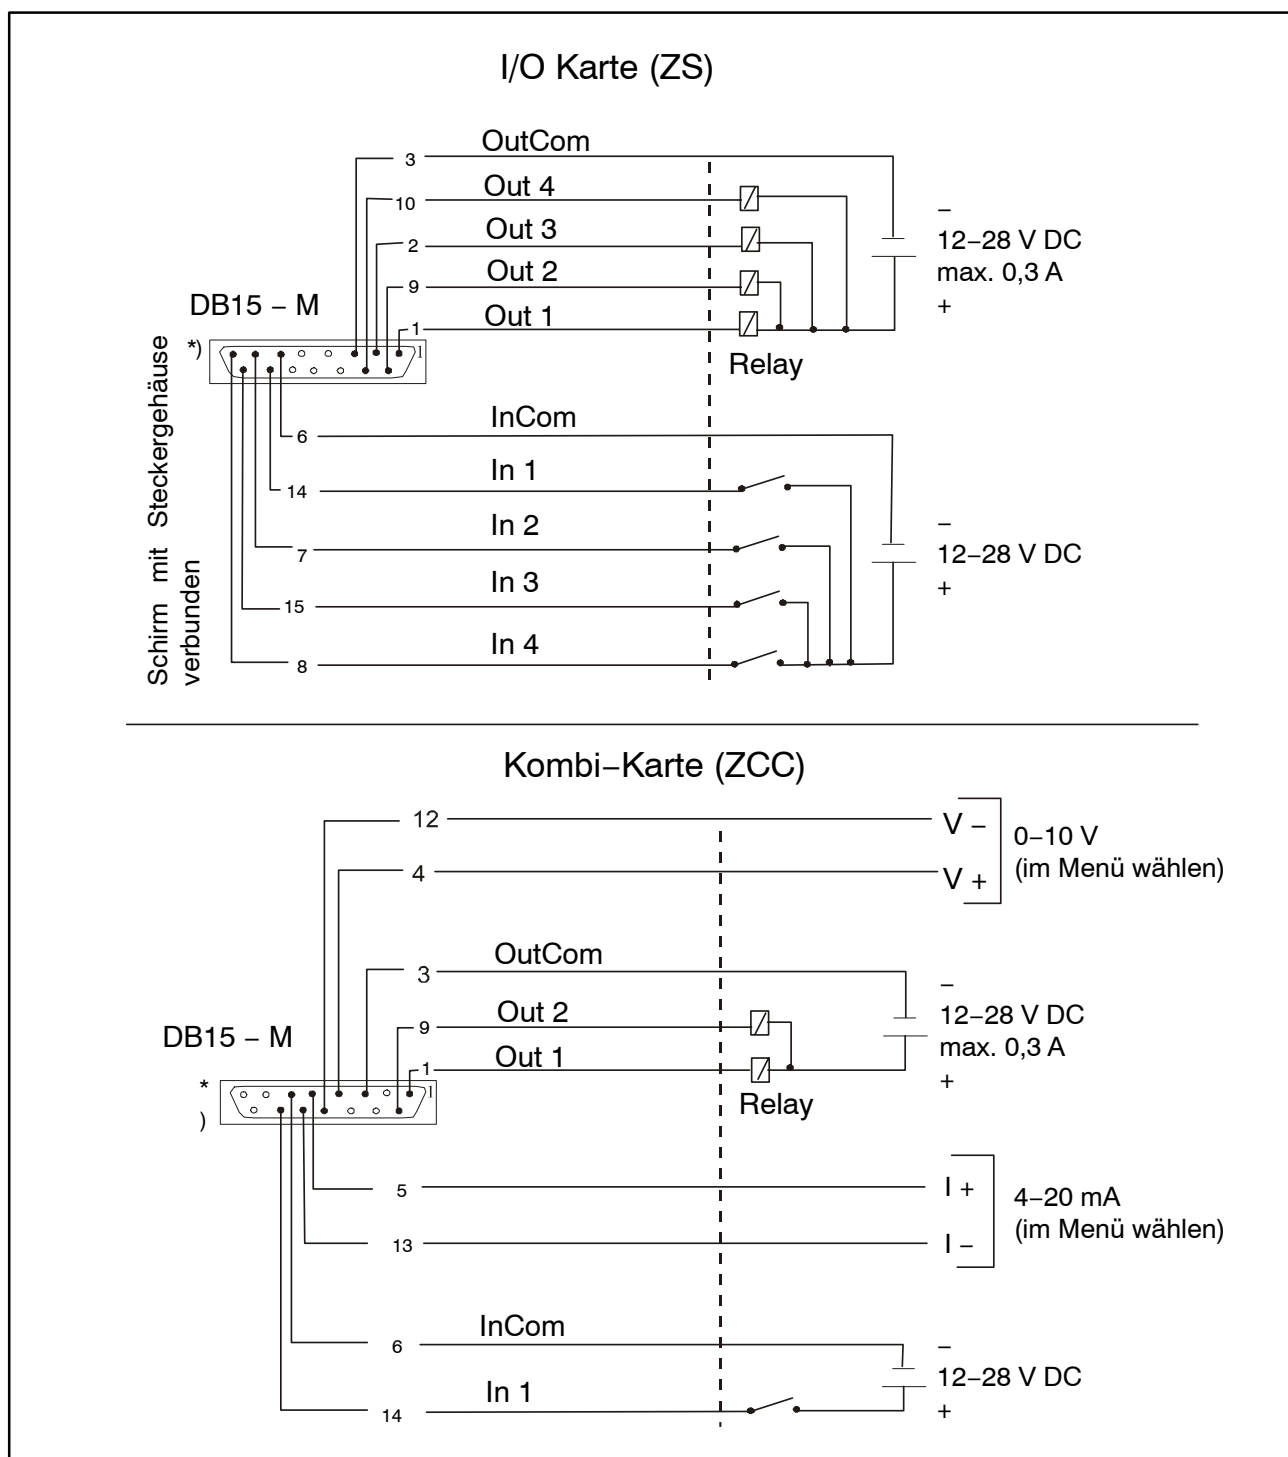 I/O Karte (ZS)
OutCom
3
Out 4
10
Out 3
2
Out 2
9
Out 1
1
–
12–28 V DC
max. 0,3 A
+
DB15 – M
*)
1
Relay
Schirm mit Steckergehäuse
verbunden
InCom
6
In 1
14
In 2
7
In 3
15
In 4
8
–
12–28 V DC
+
Kombi–Karte (ZCC)
12
V –
4
V +
0–10 V
(im Menü wählen)
OutCom
3
Out 2
9
Out 1
1
–
12–28 V DC
max. 0,3 A
+
DB15 – M
*
)
1
Relay
5
I +
13
I –
4–20 mA
(im Menü wählen)
InCom
6
In 1
14
–
12–28 V DC
+